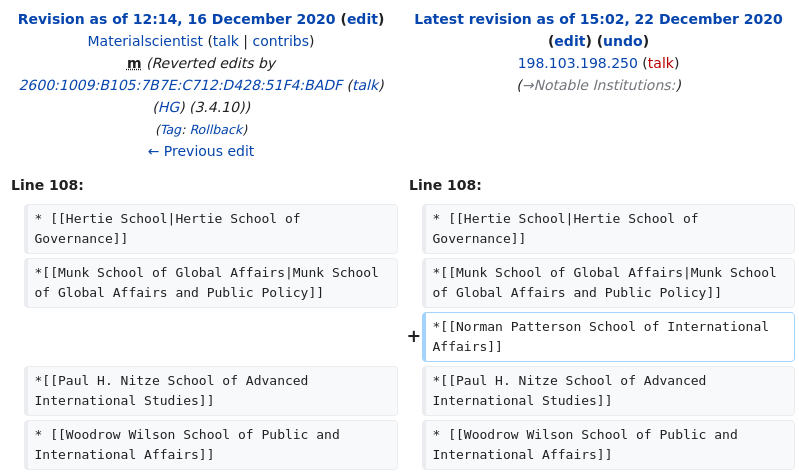 Revision as of 12:14, 16 December 2020 (edit)
Materialscientist (talk | contribs)
m (Reverted edits by
2600:1009:B105:7B7E:C712:D428:51F4:BADF (talk)
(HG) (3.4.10))
(Tag: Rollback)
← Previous edit
Latest revision as of 15:02, 22 December 2020
(edit) (undo)
198.103.198.250 (talk)
(→Notable Institutions:)
Line 108:
Line 108:
* [[Hertie School|Hertie School of
Governance]]
* [[Hertie School|Hertie School of
Governance]]
*[[Munk School of Global Affairs|Munk School
of Global Affairs and Public Policy]]
*[[Munk School of Global Affairs|Munk School
of Global Affairs and Public Policy]]
+
*[[Norman Patterson School of International
Affairs]]
*[[Paul H. Nitze School of Advanced
International Studies]]
*[[Paul H. Nitze School of Advanced
International Studies]]
* [[Woodrow Wilson School of Public and
International Affairs]]
* [[Woodrow Wilson School of Public and
International Affairs]]